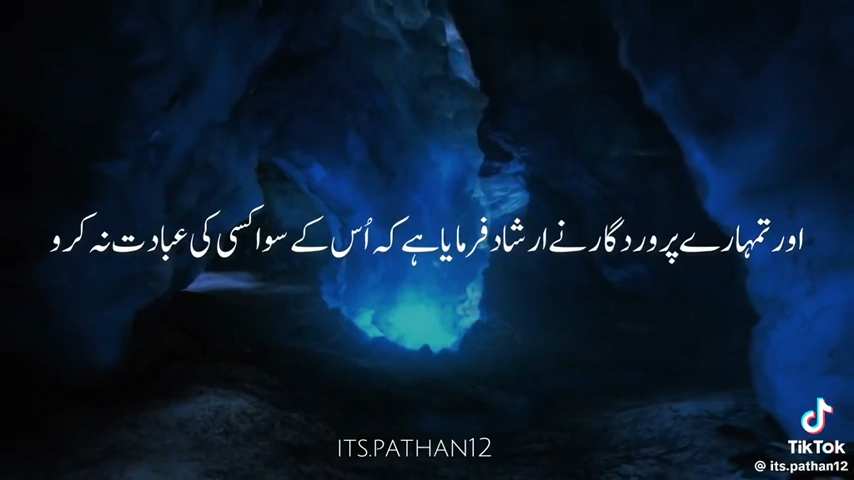 اور تمہارے پروردگار نے ارشاد فرمایا ہے کہ اُس کے سوا کسی کی عبادت نہ کرو
ITS.PATHAN12
TikTok
@ its.pathan12